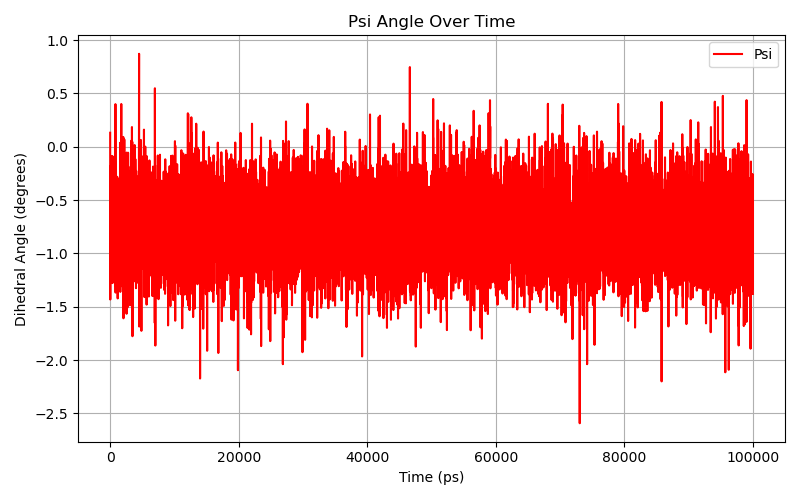 Psi Angle Over Time
Psi
Dihedral Angle (degrees)
1.0
0.5
0.0
−0.5
−1.0
−1.5
−2.0
−2.5
0 20000 40000 60000 80000 100000
Time (ps)